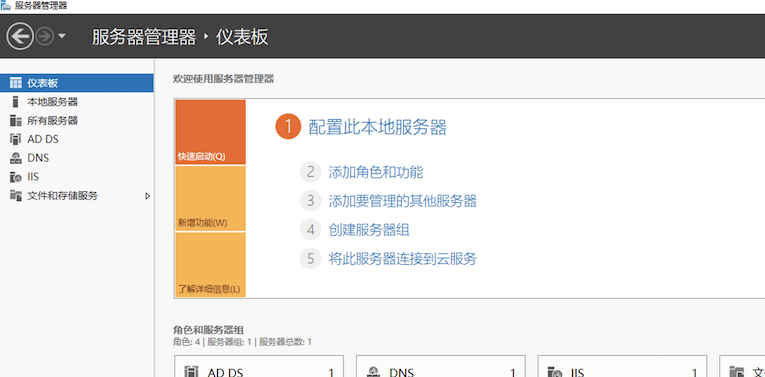 服务器管理器
服务器管理器 · 仪表板
仪表板
本地服务器
所有服务器
AD DS
DNS
IIS
文件和存储服务
欢迎使用服务器管理器
快速启动(Q)
新增功能(W)
了解详细信息(L)
1 配置此本地服务器
2 添加角色和功能
3 添加要管理的其他服务器
4 创建服务器组
5 将此服务器连接到云服务
角色和服务器组
角色: 4 | 服务器组: 1 | 服务器总数: 1
AD DS 1
DNS 1
IIS 1